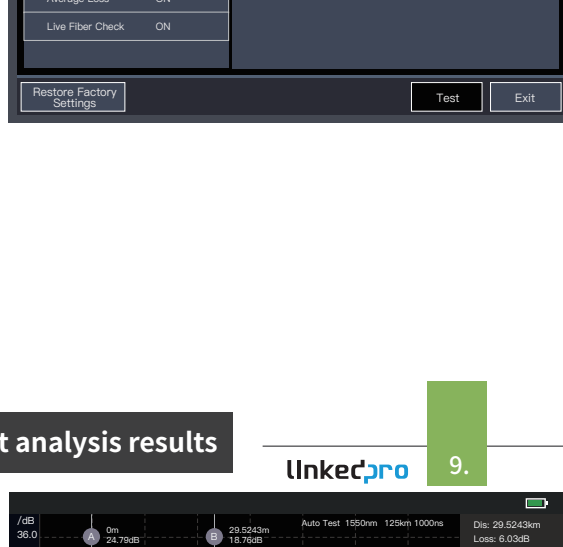 Average Loss ON
Live Fiber Check ON
Restore Factory
Settings
Test
Exit
t analysis results
linkedpro
9.
/dB
36.0
A
0m
24.79dB
B
29.5243m
18.76dB
Auto Test 1550nm 125km 1000ns
Dis: 29.5243km
Loss: 6.03dB